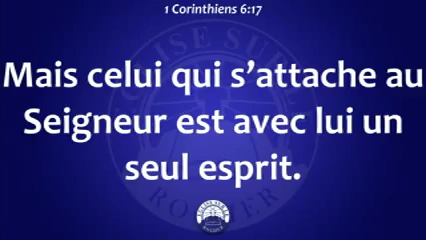 1 Corinthiens 6:17
Mais celui qui s’attache au
Seigneur est avec lui un
seul esprit.